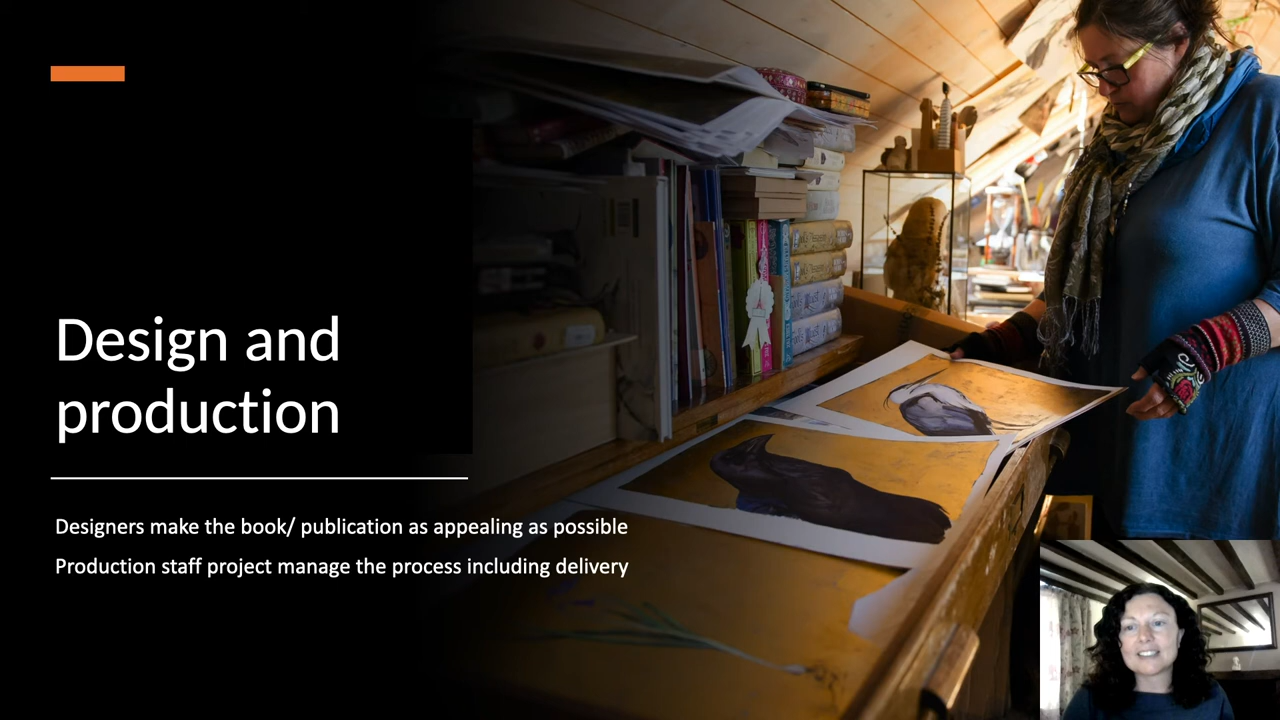 Design and
production
Designers make the book/ publication as appealing as possible
Production staff project manage the process including delivery